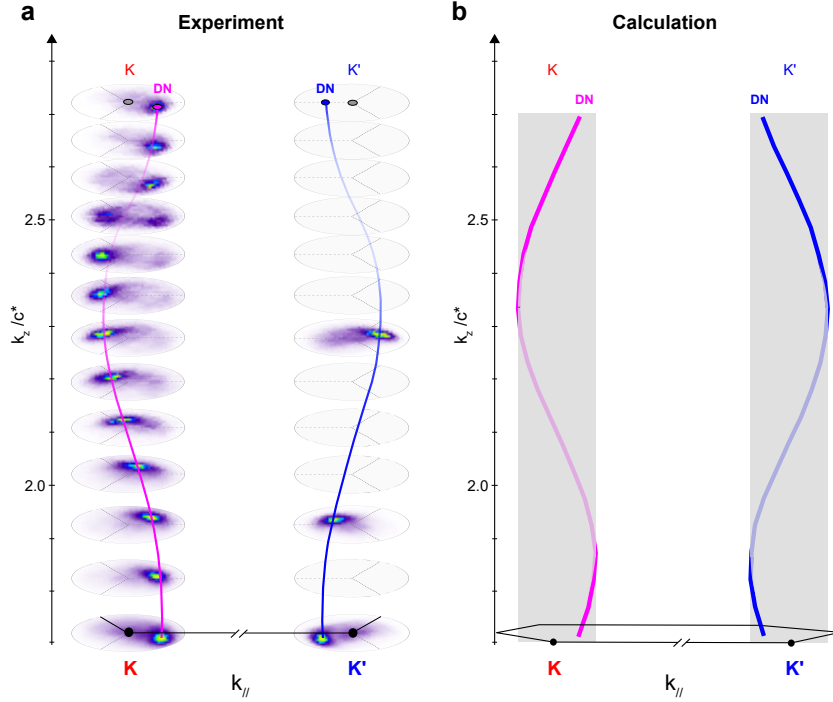 a
Experiment
K
K'
DN
DN
2.5
2.0
k_z /c*
K
K'
k_//
b
Calculation
K
K'
DN
DN
2.5
2.0
k_z /c*
K
K'
k_//